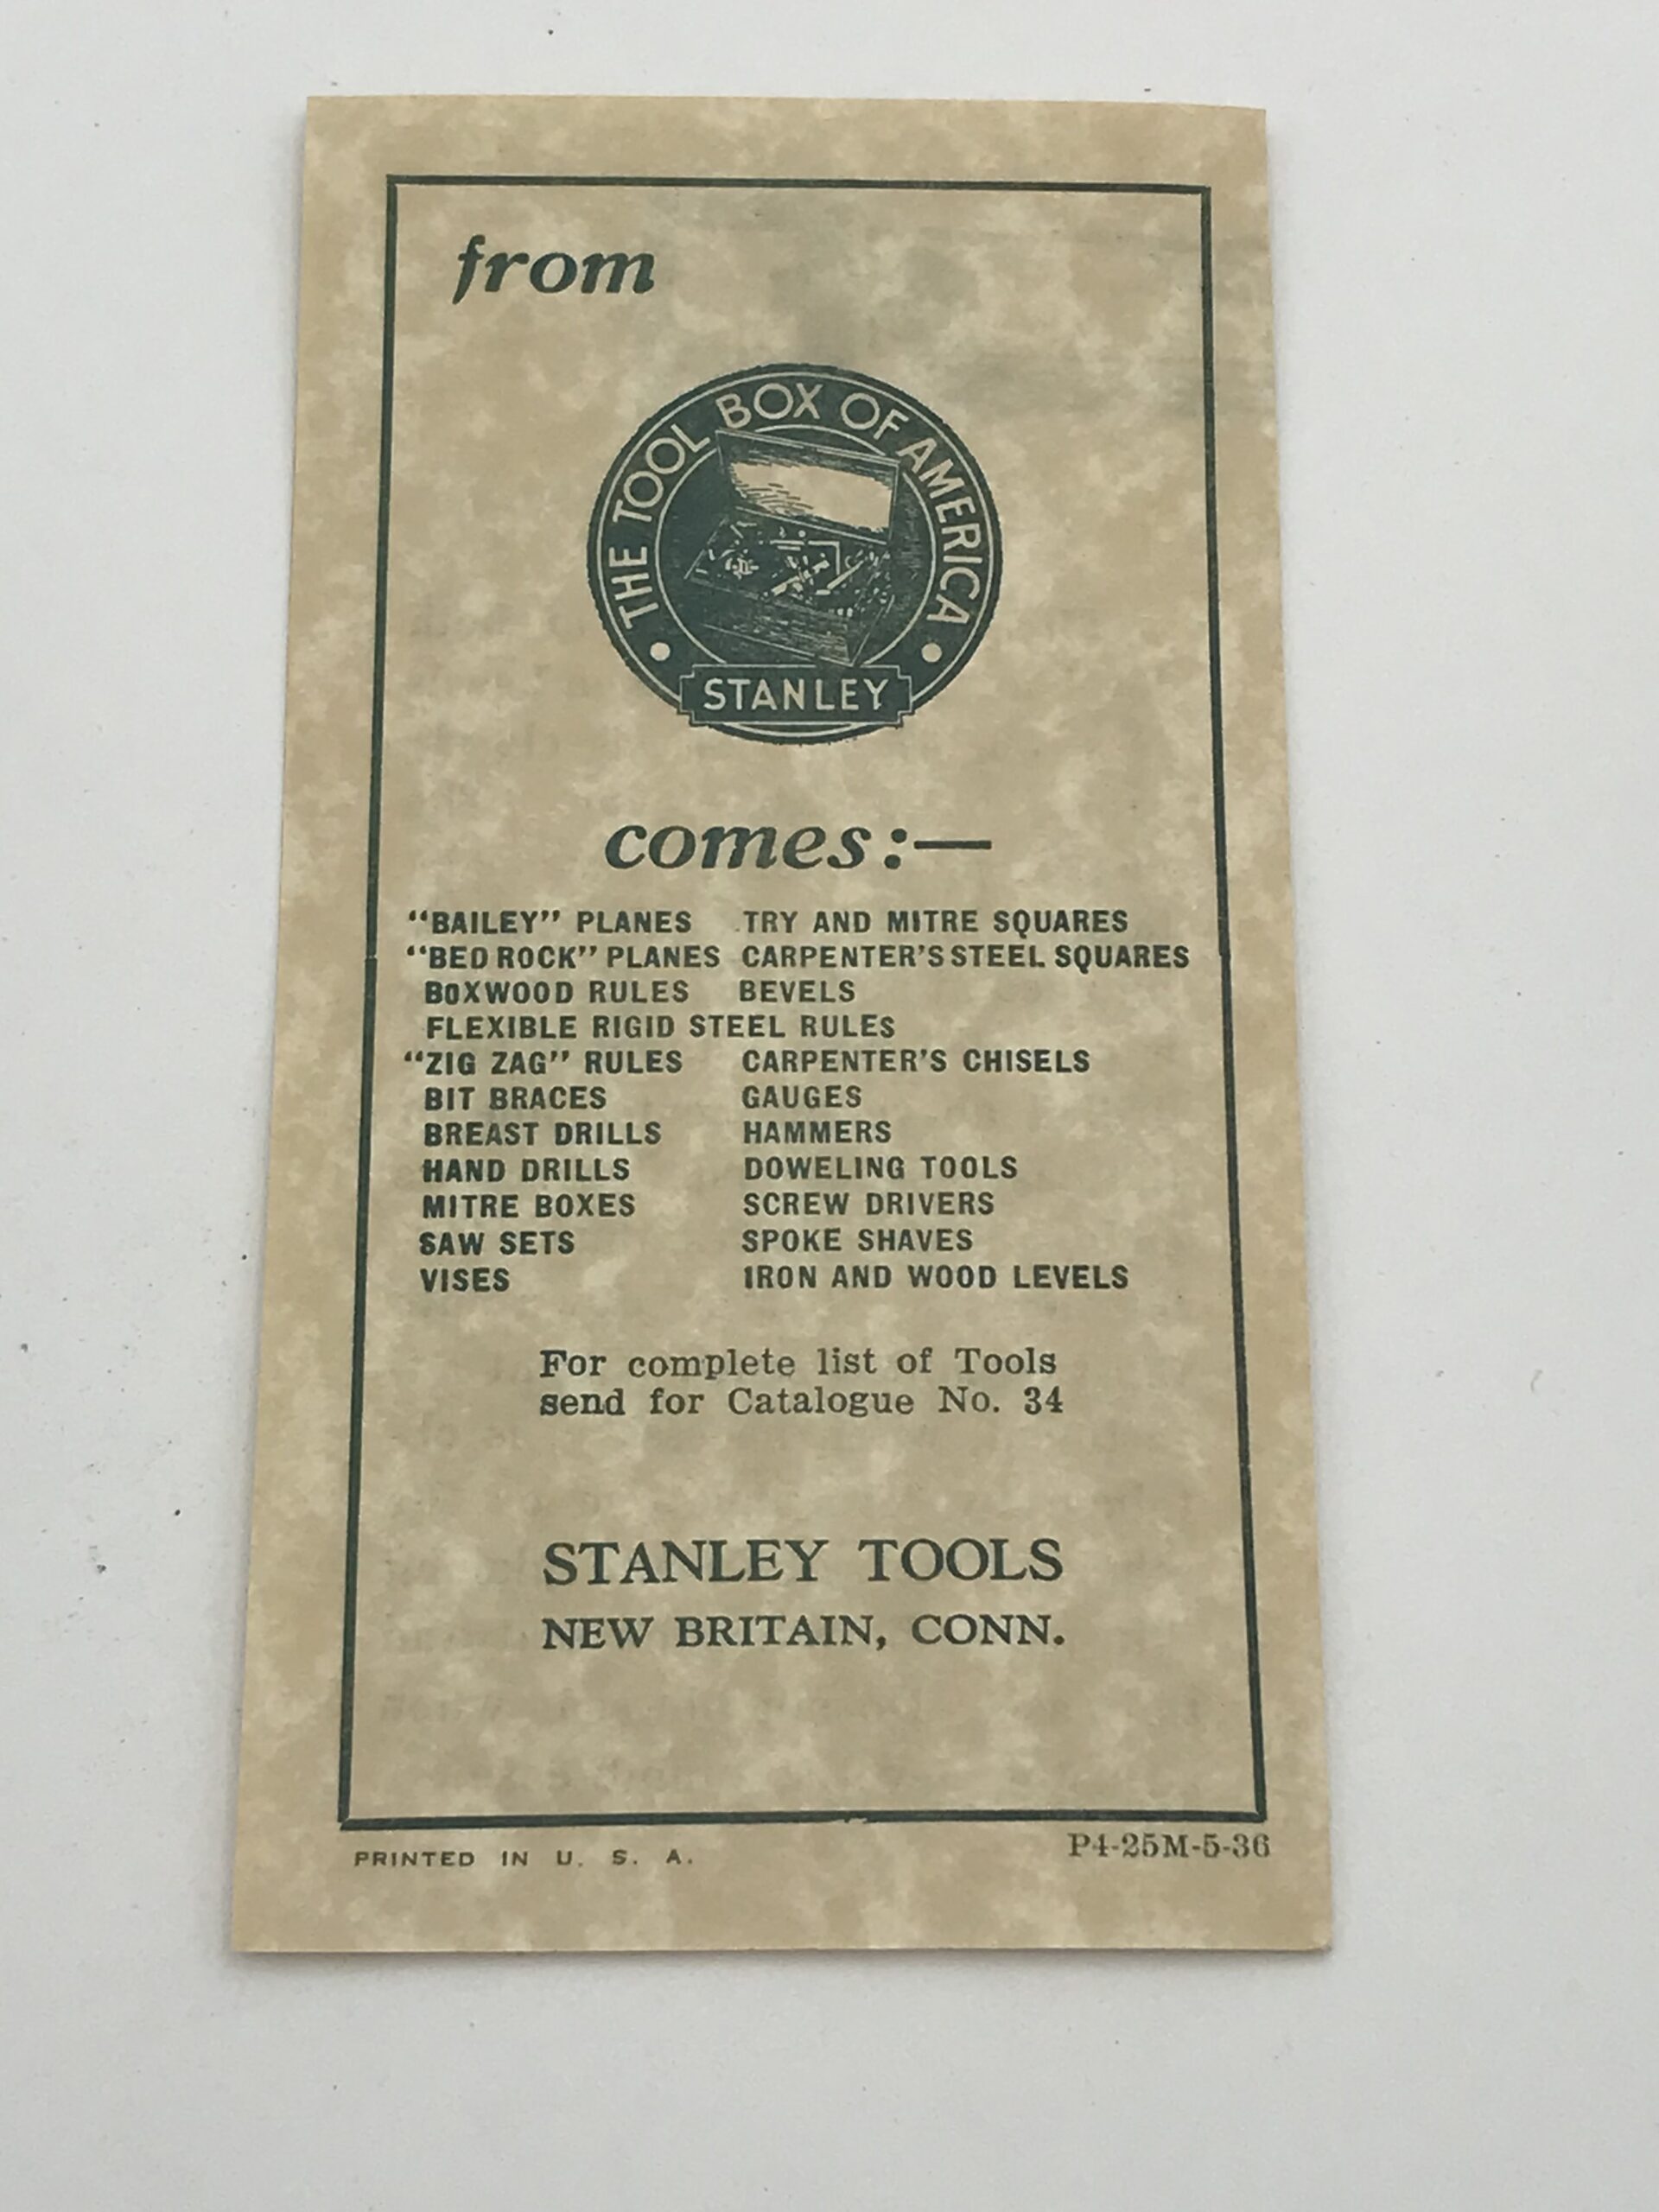 from
THE TOOL BOX OF AMERICA
STANLEY
comes:—
"BAILEY" PLANES TRY AND MITRE SQUARES
"BED ROCK" PLANES CARPENTER'S STEEL SQUARES
BOXWOOD RULES BEVELS
FLEXIBLE RIGID STEEL RULES
"ZIG ZAG" RULES CARPENTER'S CHISELS
BIT BRACES GAUGES
BREAST DRILLS HAMMERS
HAND DRILLS DOWELING TOOLS
MITRE BOXES SCREW DRIVERS
SAW SETS SPOKE SHAVES
VISES IRON AND WOOD LEVELS
For complete list of Tools
send for Catalogue No. 34
STANLEY TOOLS
NEW BRITAIN, CONN.
PRINTED IN U. S. A. P4-25M-5-36